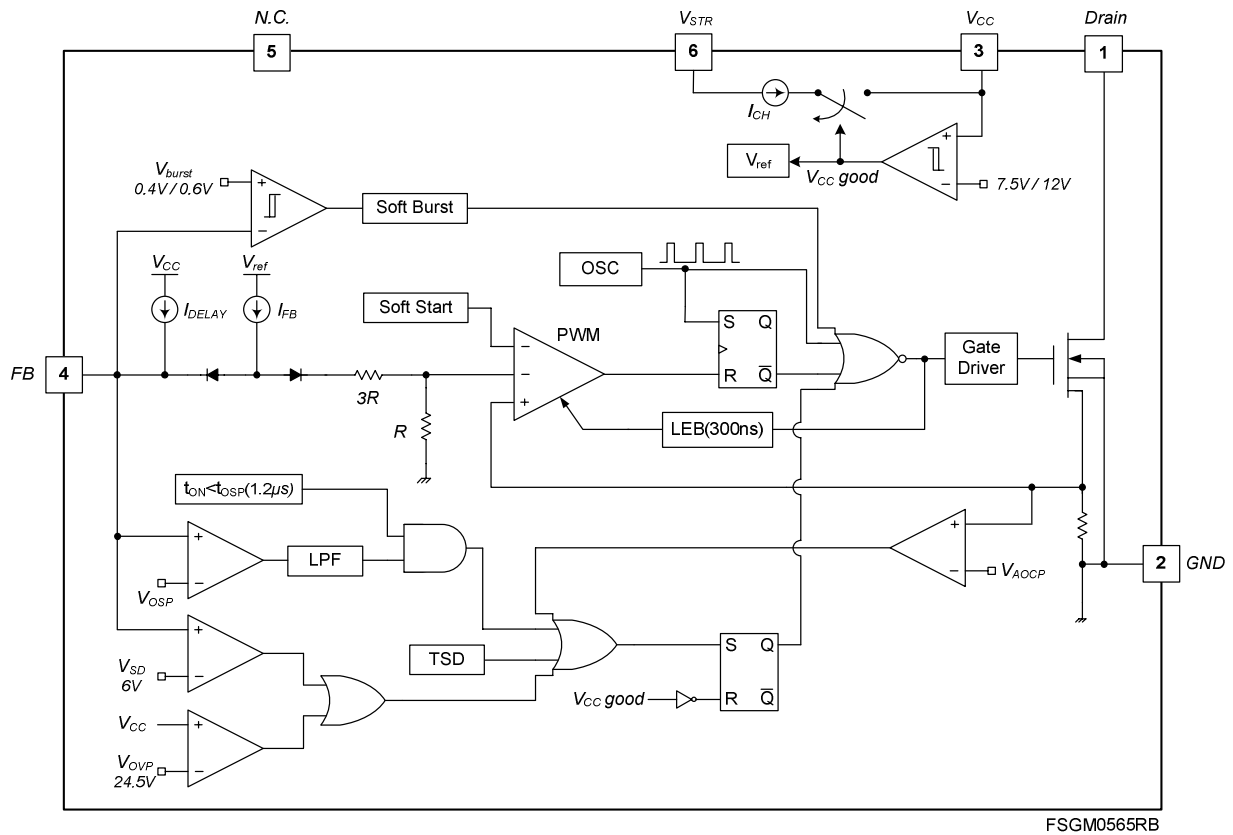 N.C.
V_STR
V_CC
Drain
5
6
3
1
I_CH
+
V_ref
V_CC good
−
7.5V / 12V
V_burst
0.4V / 0.6V
+
−
Soft Burst
OSC
V_CC
V_ref
I_DELAY
I_FB
Soft Start
PWM
S Q
R Q̅
−
−
+
Gate
Driver
FB
4
3R
R
LEB(300ns)
t_ON<t_OSP(1.2µs)
+
−
V_OSP
LPF
+
−
V_AOCP
2
GND
+
−
V_SD
6V
TSD
S Q
R Q̅
V_CC good
V_CC
+
−
V_OVP
24.5V
FSGM0565RB